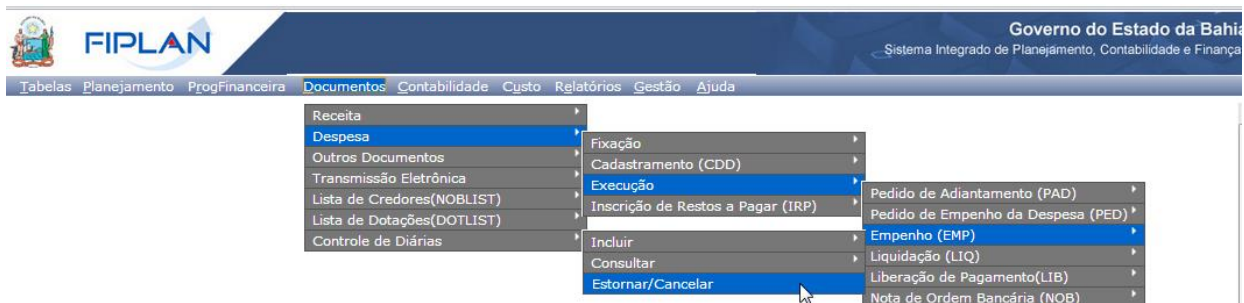 FIPLAN
Governo do Estado da Bahia
Sistema Integrado de Planejamento, Contabilidade e Finança
Tabelas Planejamento ProgFinanceira Documentos Contabilidade Custo Relatórios Gestão Ajuda
Receita
Despesa
Outros Documentos
Transmissão Eletrônica
Lista de Credores(NOBLIST)
Lista de Dotações(DOTLIST)
Controle de Diárias
Fixação
Cadastramento (CDD)
Execução
Inscrição de Restos a Pagar (IRP)
Pedido de Adiantamento (PAD)
Pedido de Empenho da Despesa (PED)
Empenho (EMP)
Liquidação (LIQ)
Liberação de Pagamento(LIB)
Nota de Ordem Bancária (NOB)
Incluir
Consultar
Estornar/Cancelar